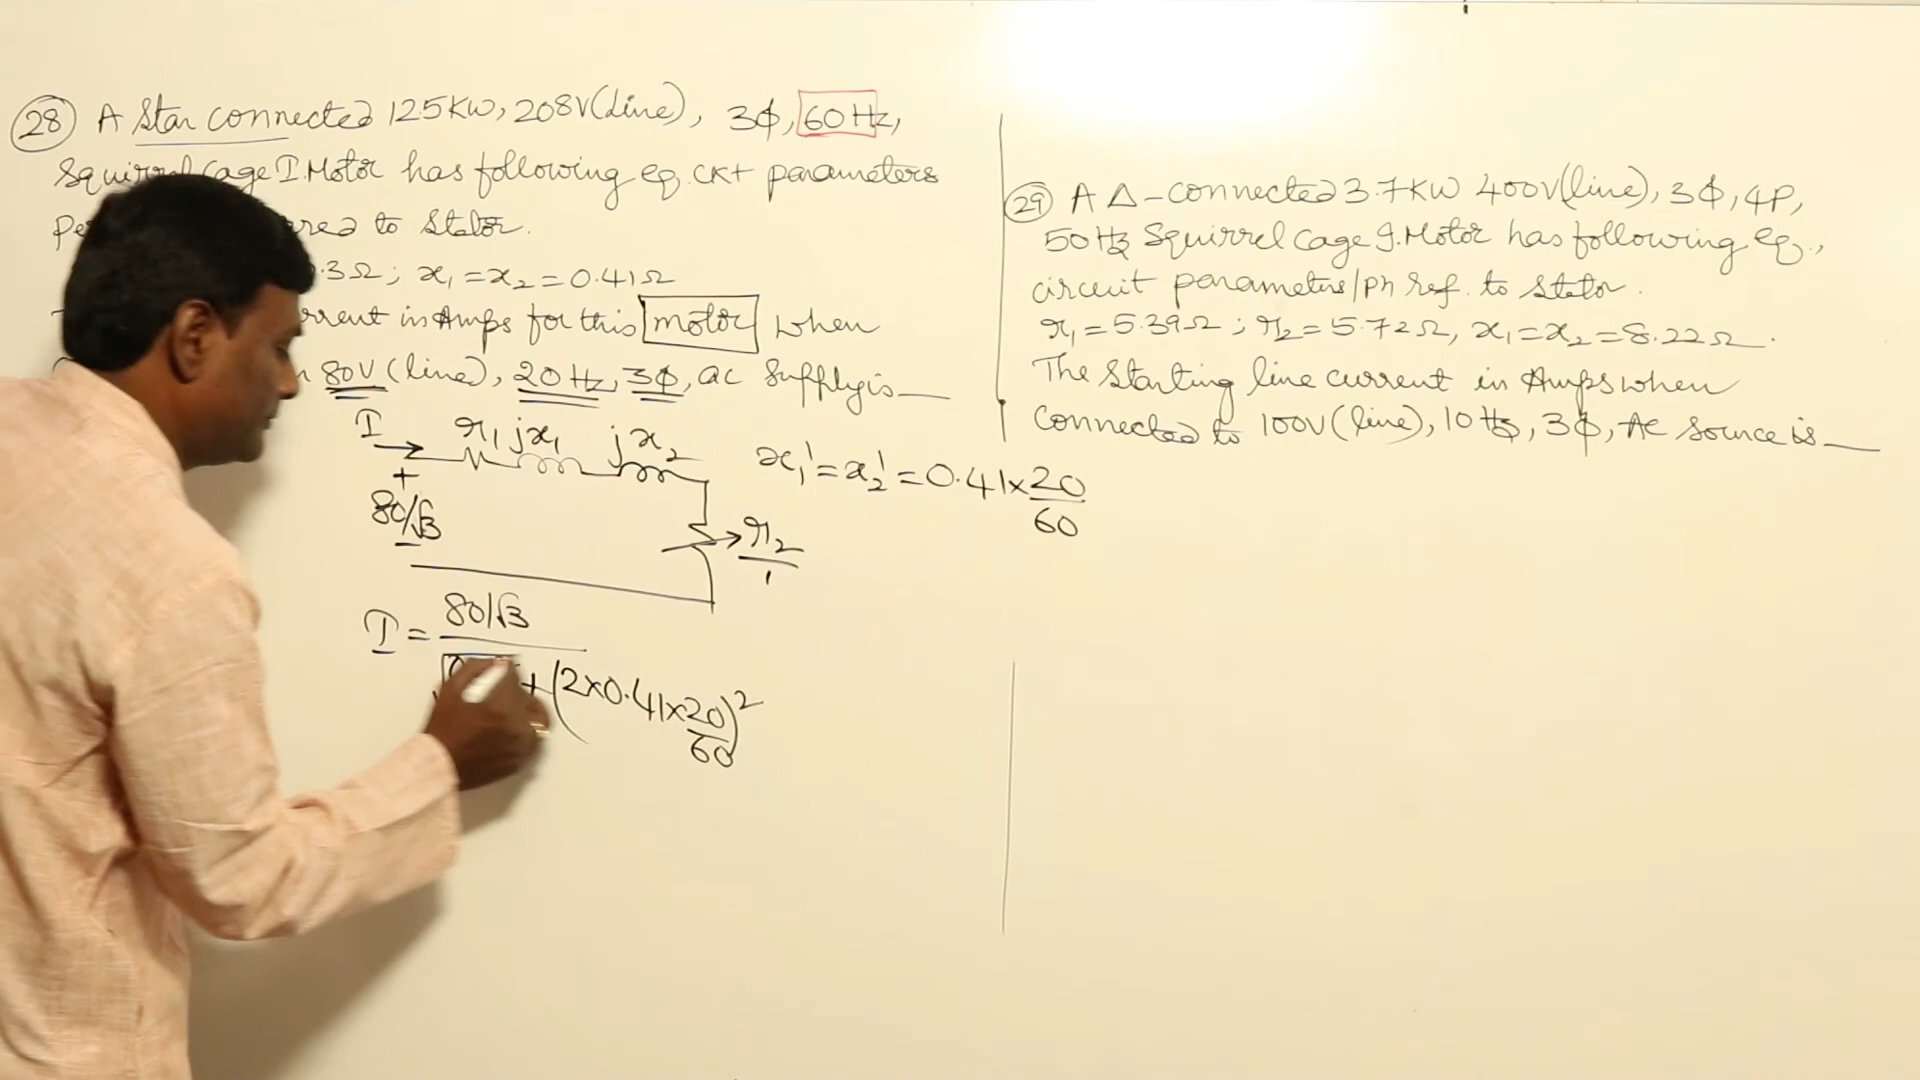 28 A Star connected 12.5KW, 208V(Line), 3ϕ, 60Hz,
Squirrel Cage I.Motor has following eq. ckt parameters
to Stator.
.3Ω ; x₁=x₂=0.41Ω
in Amps for this motor when
80V (line), 20Hz, 3ϕ, ac Supply is __
I r₁ jx₁ jx₂
+
80/√3
r₂/1
x₁' = x₂' = 0.41×20/60
I = 80/√3
+ (2×0.41×20/60)²
29 A Δ-connected 3.7KW 400V(line), 3ϕ, 4P,
50Hz Squirrel Cage I.Motor has following eq.,
circuit parameters/Ph ref. to Stator.
r₁=5.39Ω ; r₂=5.72Ω, x₁=x₂=8.22Ω.
The Starting line current in Amps when
Connected to 100V(line), 10Hz, 3ϕ, AC Source is __